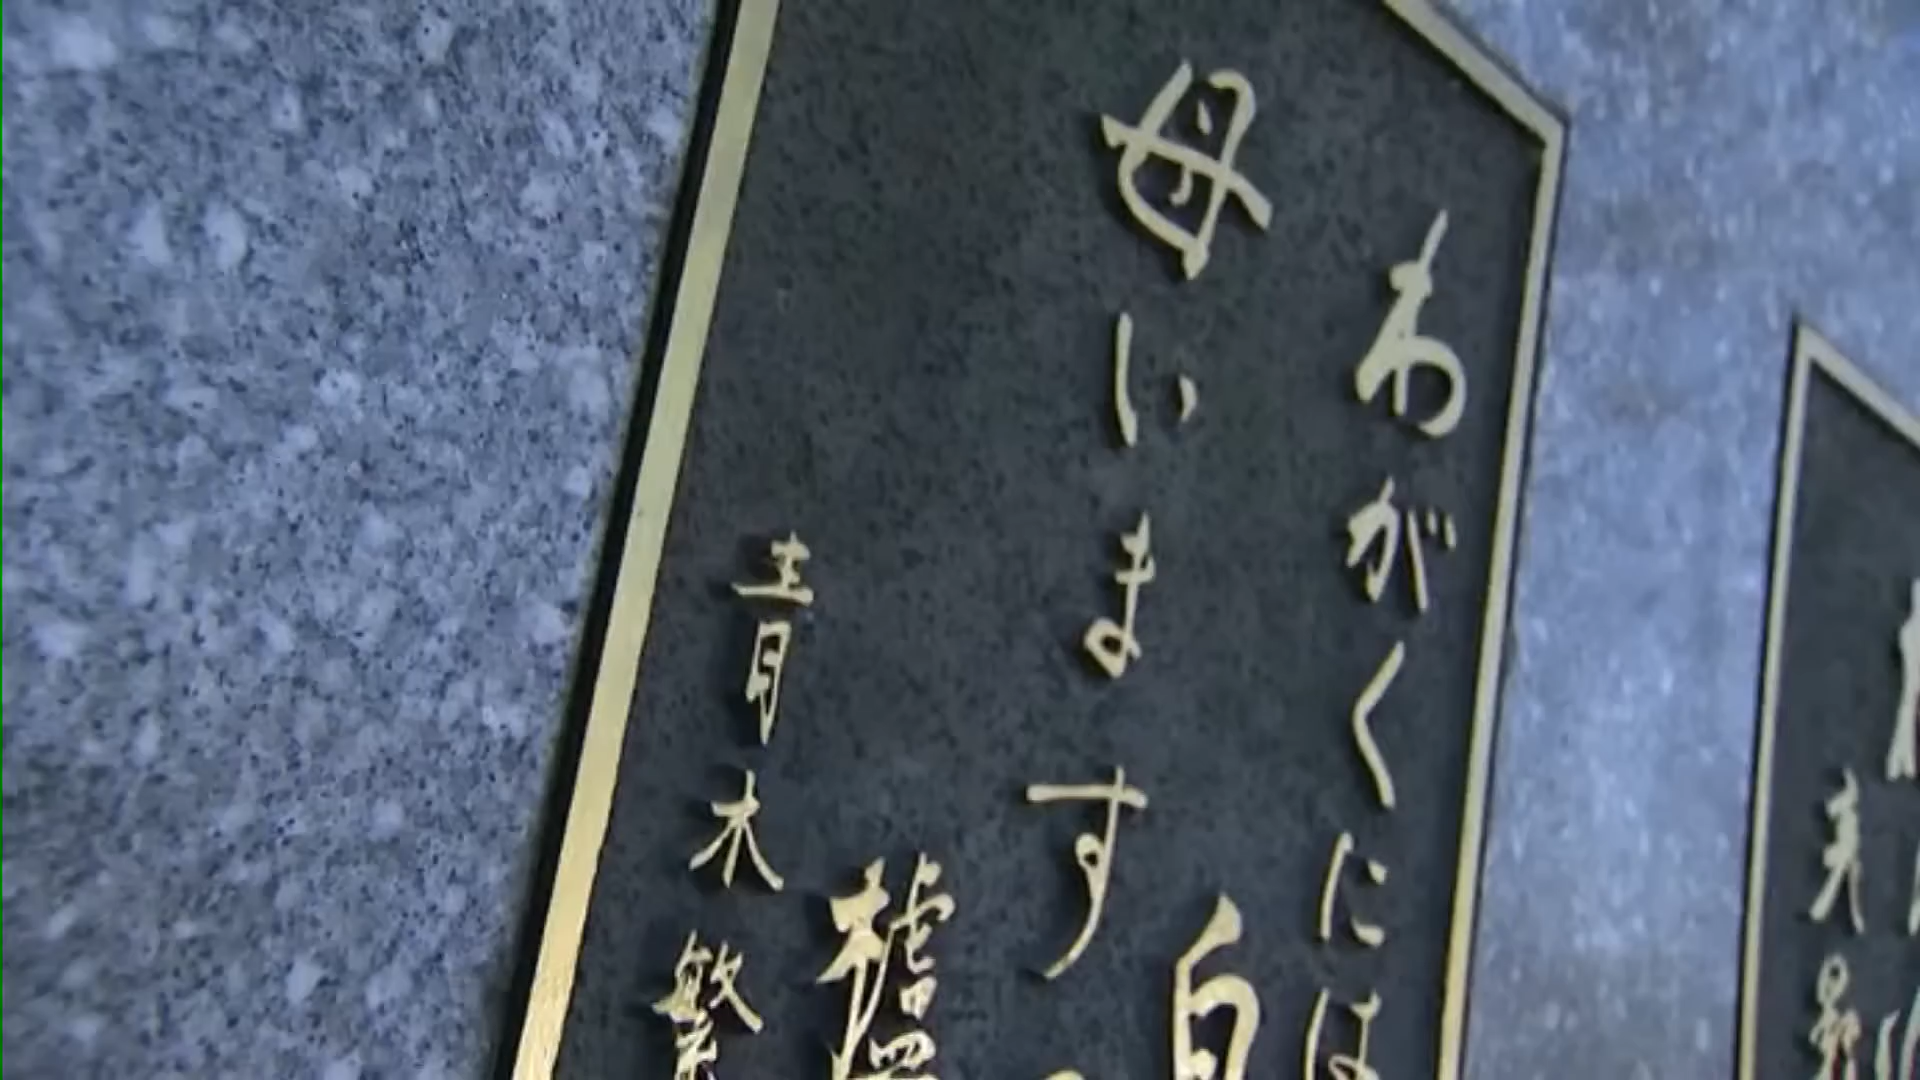 わがくには
白
母います
櫨
青木繁